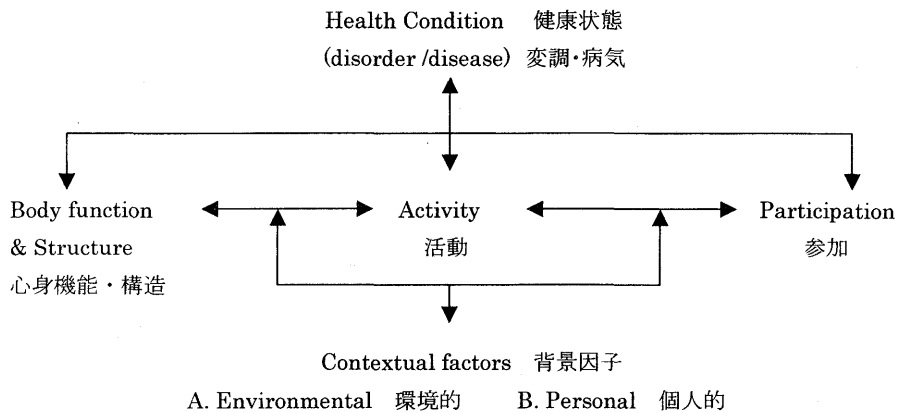 Health Condition 健康状態
(disorder /disease) 変調・病気
Body function
& Structure
心身機能・構造
Activity
活動
Participation
参加
Contextual factors 背景因子
A. Environmental 環境的 B. Personal 個人的